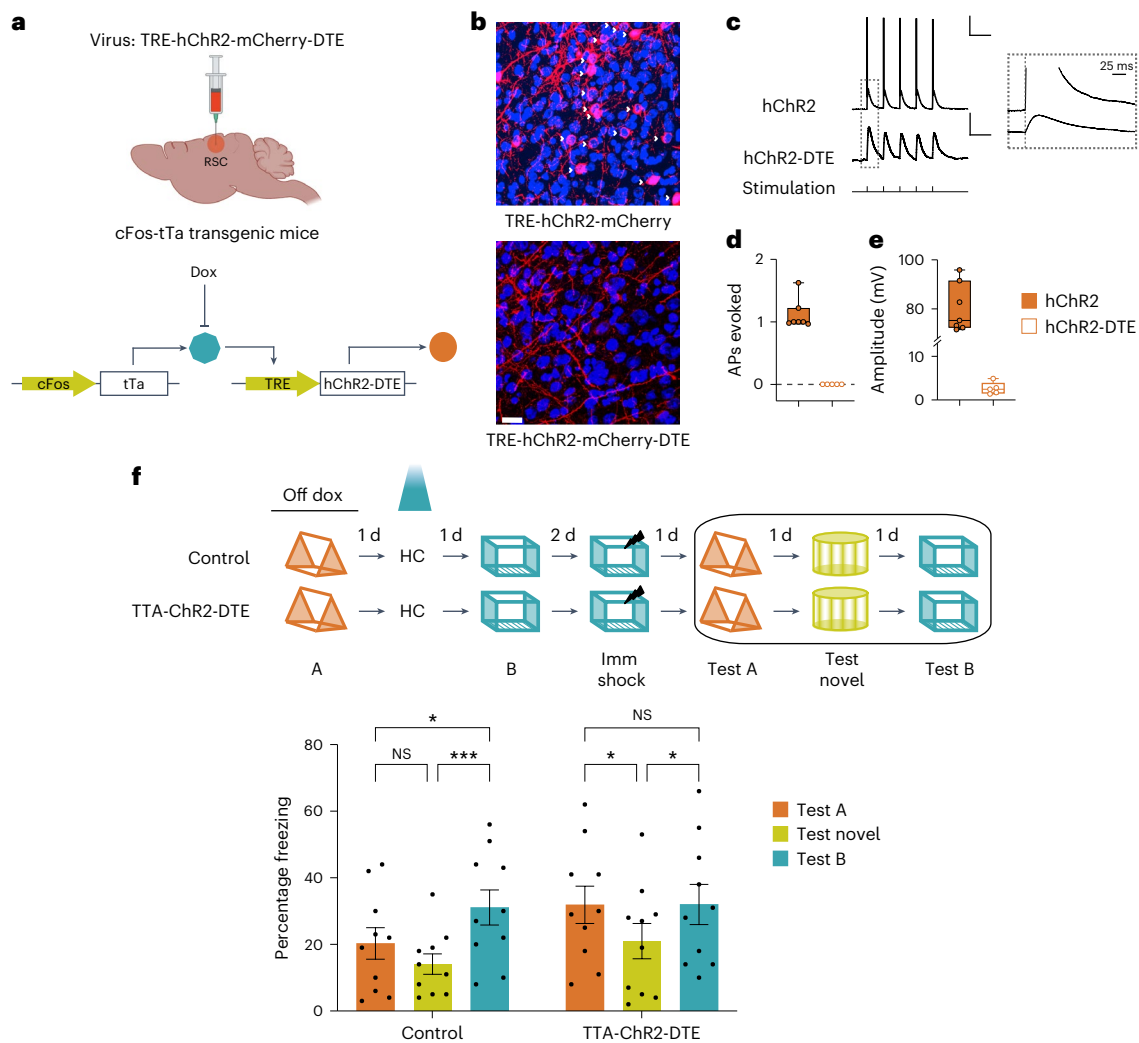 a
Virus: TRE-hChR2-mCherry-DTE
RSC
cFos-tTa transgenic mice
Dox
cFos
tTa
TRE
hChR2-DTE
b
TRE-hChR2-mCherry
TRE-hChR2-mCherry-DTE
c
hChR2
hChR2-DTE
Stimulation
25 ms
d
APs evoked
2
1
0
e
Amplitude (mV)
100
80
10
0
hChR2
hChR2-DTE
f
Off dox
Control
1 d
HC
1 d
2 d
1 d
1 d
1 d
TTA-ChR2-DTE
HC
A
B
Imm
shock
Test A
Test
novel
Test B
Percentage freezing
80
60
40
20
0
*
NS
***
NS
*
*
Control
TTA-ChR2-DTE
Test A
Test novel
Test B